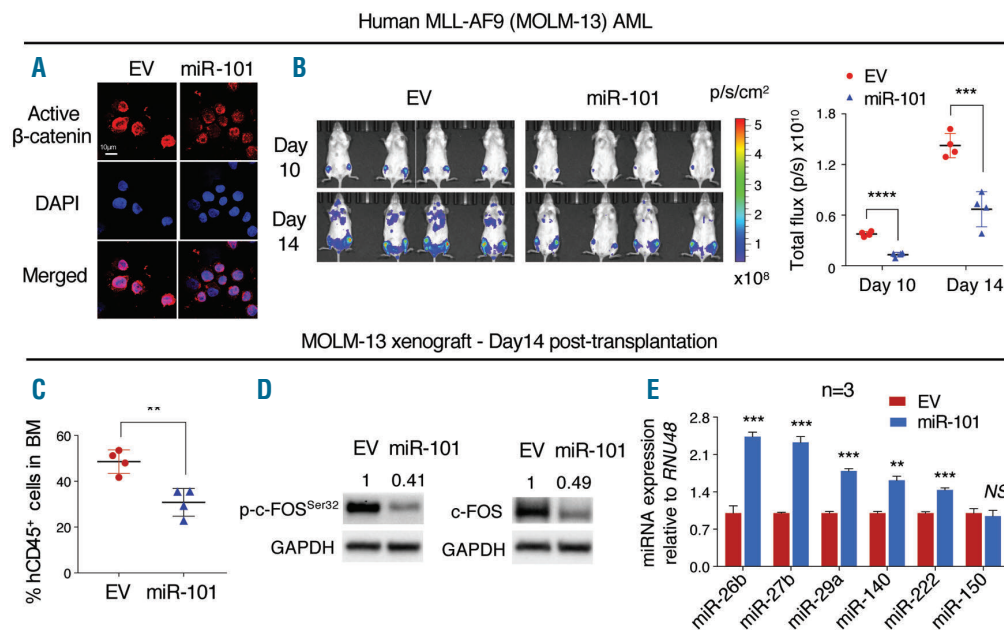 Human MLL-AF9 (MOLM-13) AML
A
EV miR-101
Active
β-catenin
10μm
DAPI
Merged
B
EV miR-101
Day
10
Day
14
p/s/cm²
5
4
3
2
1
x10⁸
EV
miR-101
Total flux (p/s) x10¹⁰
1.8
1.2
0.6
0
****
***
Day 10 Day 14
MOLM-13 xenograft - Day14 post-transplantation
C
**
% hCD45⁺ cells in BM
60
40
20
0
EV miR-101
D
EV miR-101
1 0.41
p-c-FOSSer32
GAPDH
EV miR-101
1 0.49
c-FOS
GAPDH
E
n=3
EV
miR-101
miRNA expression
relative to RNU48
2.8
2.1
1.4
0.7
0.0
*** *** *** ** *** NS
miR-26b miR-27b miR-29a miR-140 miR-222 miR-150